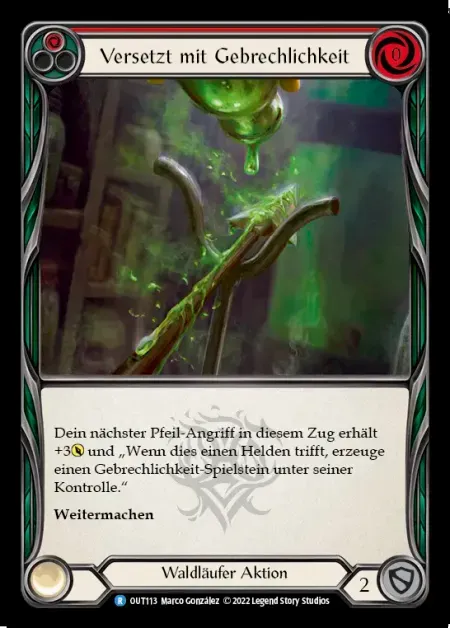 Versetzt mit Gebrechlichkeit
0
Dein nächster Pfeil-Angriff in diesem Zug erhält
+3 und „Wenn dies einen Helden trifft, erzeuge
einen Gebrechlichkeit-Spielstein unter seiner
Kontrolle.“
Weitermachen
Waldläufer Aktion
2
R OUT113 Marco González ©2022 Legend Story Studios